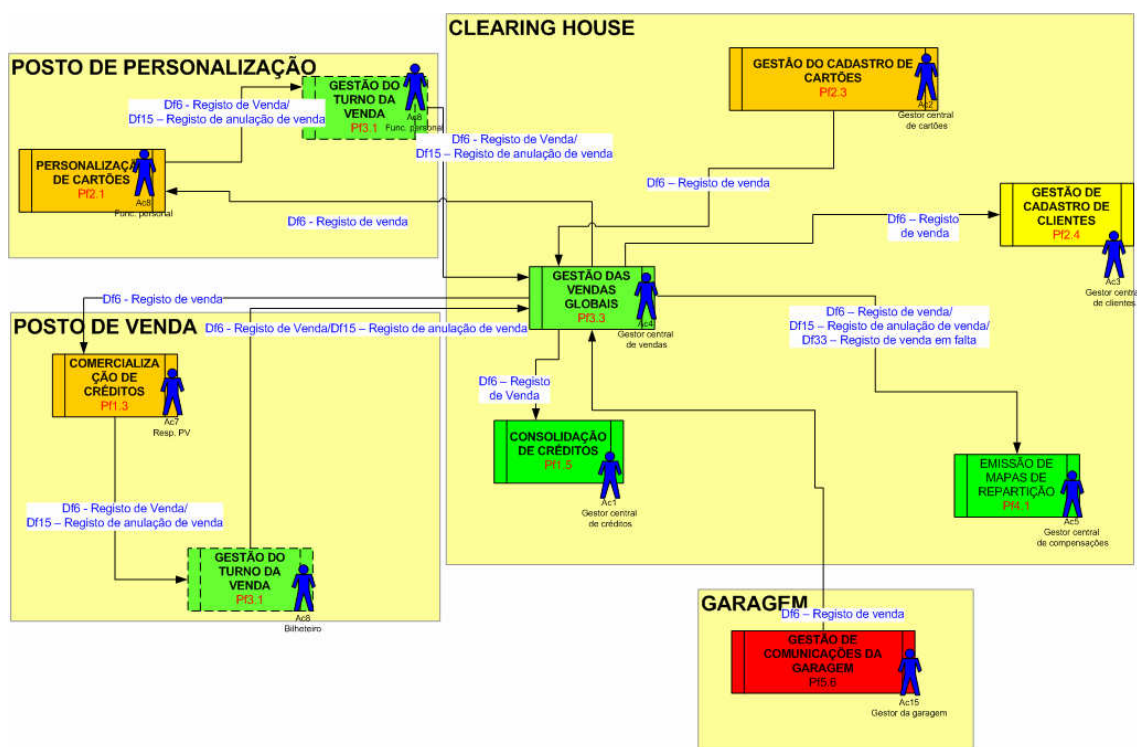 CLEARING HOUSE
POSTO DE PERSONALIZAÇÃO
GESTÃO DO
TURNO DA
VENDA
Pf3.1
Ac8
Func. personal
Df6 - Registo de Venda/
Df15 – Registo de anulação de venda
PERSONALIZAÇÃO
DE CARTÕES
Pf2.1
Ac8
Func. personal
Df6 - Registo de Venda/
Df15 – Registo de anulação de venda
Df6 - Registo de venda
GESTÃO DO CADASTRO DE
CARTÕES
Pf2.3
Ac2
Gestor central
de cartões
Df6 – Registo de venda
GESTÃO DE
CADASTRO DE
CLIENTES
Pf2.4
Ac3
Gestor central
de clientes
Df6 – Registo
de venda
GESTÃO DAS
VENDAS
GLOBAIS
Pf3.3
Ac4
Gestor central
de vendas
Df6 - Registo de venda
POSTO DE VENDA
Df6 - Registo de Venda/Df15 – Registo de anulação de venda
COMERCIALIZA
ÇÃO DE
CRÉDITOS
Pf1.3
Ac7
Resp. PV
Df6 - Registo de Venda/
Df15 – Registo de anulação de venda
GESTÃO DO
TURNO DA
VENDA
Pf3.1
Ac6
Bilheteiro
Df6 – Registo de venda/
Df15 – Registo de anulação de venda/
Df33 – Registo de venda em falta
Df6 – Registo
de Venda
CONSOLIDAÇÃO
DE CRÉDITOS
Pf1.5
Ac1
Gestor central
de créditos
EMISSÃO DE
MAPAS DE
REPARTIÇÃO
Pf4.1
Ac5
Gestor central
de compensações
GARAGEM
Df6 – Registo de venda
GESTÃO DE
COMUNICAÇÕES DA
GARAGEM
Pf5.6
Ac15
Gestor da garagem